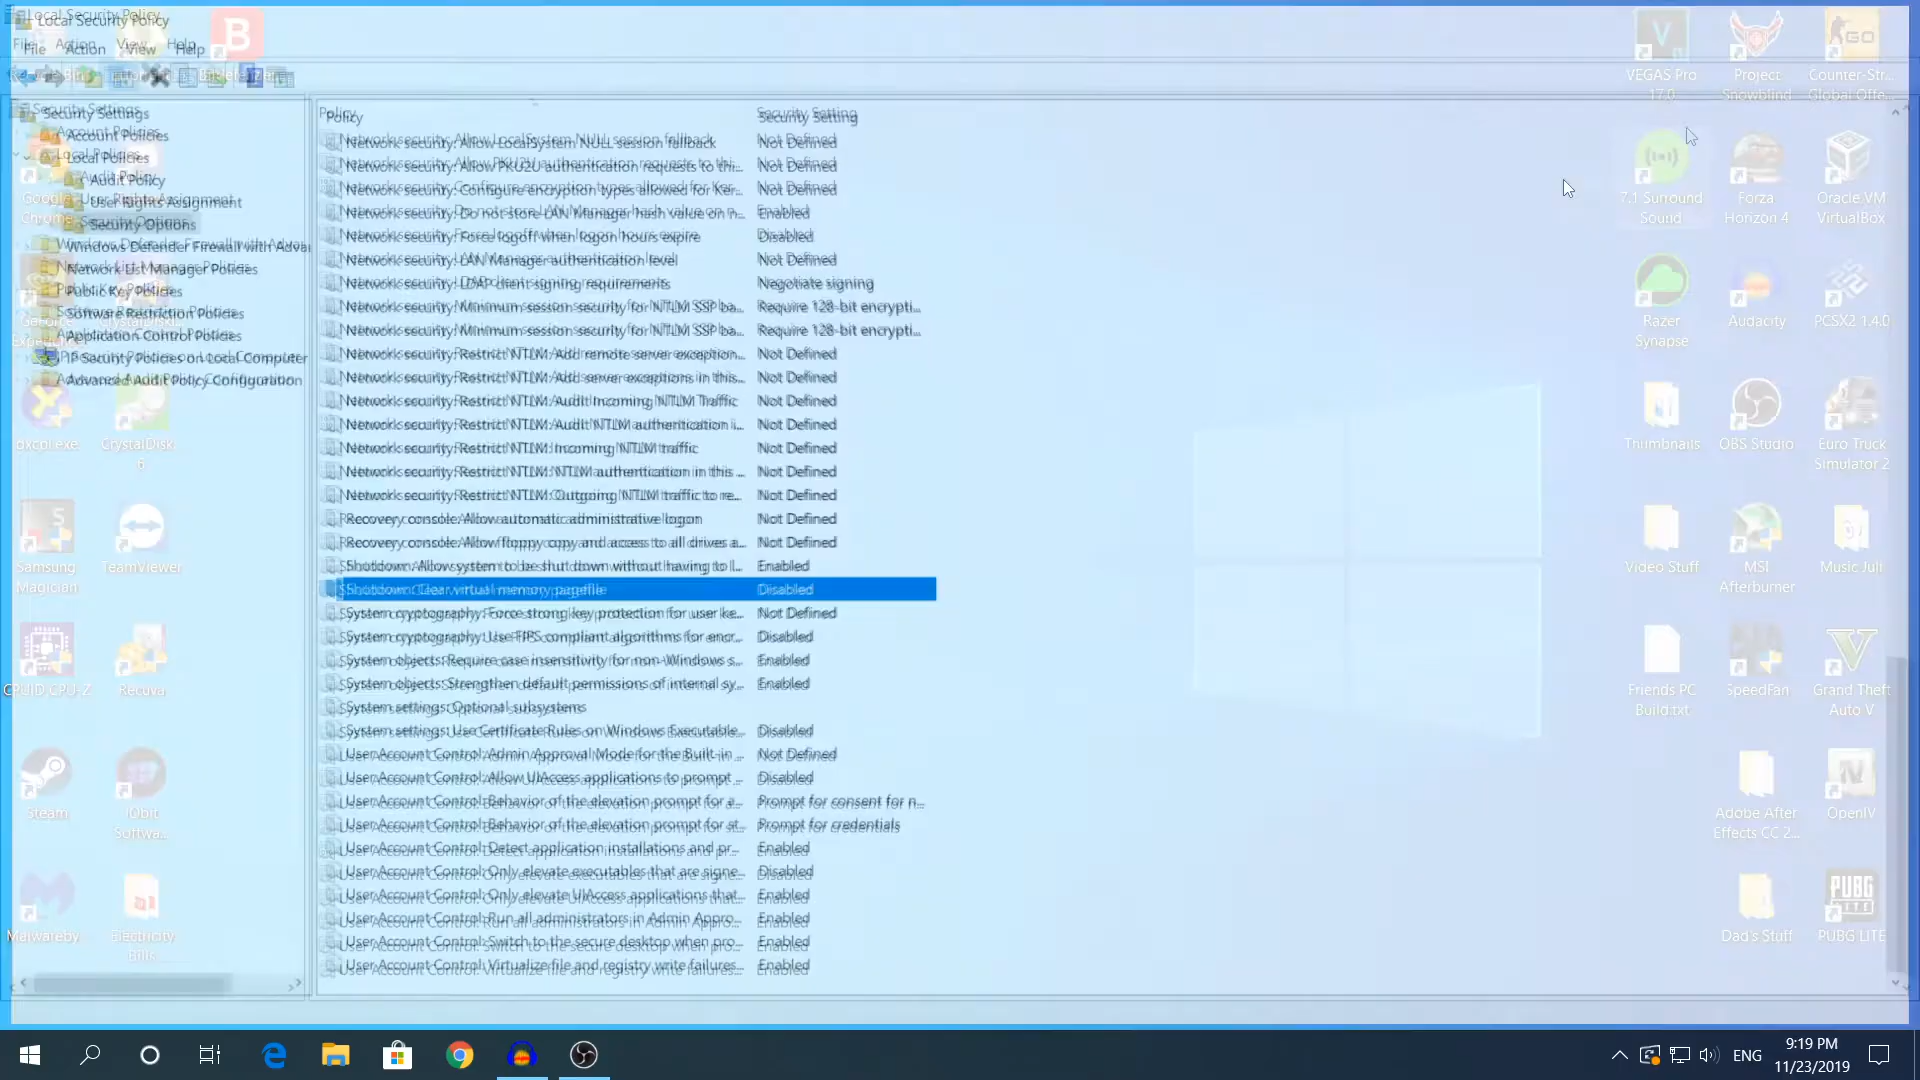 Local Security Policy
File Action View Help
Security Settings
Account Policies
Local Policies
Audit Policy
User Rights Assignment
Security Options
Windows Defender Firewall with Advan
Network List Manager Policies
Public Key Policies
Software Restriction Policies
Application Control Policies
IP Security Policies on Local Computer
Advanced Audit Policy Configuration
Policy Security Setting
Network security: Allow LocalSystem NULL session fallback Not Defined
Network security: Allow PKU2U authentication requests to thi... Not Defined
Network security: Configure encryption types allowed for Ker... Not Defined
Network security: Do not store LAN Manager hash value on n... Enabled
Network security: Force logoff when logon hours expire Disabled
Network security: LAN Manager authentication level Not Defined
Network security: LDAP client signing requirements Negotiate signing
Network security: Minimum session security for NTLM SSP ba... Require 128-bit encrypti...
Network security: Minimum session security for NTLM SSP ba... Require 128-bit encrypti...
Network security: Restrict NTLM: Add remote server exception... Not Defined
Network security: Restrict NTLM: Add server exceptions in this... Not Defined
Network security: Restrict NTLM: Audit Incoming NTLM Traffic Not Defined
Network security: Restrict NTLM: Audit NTLM authentication i... Not Defined
Network security: Restrict NTLM: Incoming NTLM traffic Not Defined
Network security: Restrict NTLM: NTLM authentication in this ... Not Defined
Network security: Restrict NTLM: Outgoing NTLM traffic to re... Not Defined
Recovery console: Allow automatic administrative logon Not Defined
Recovery console: Allow floppy copy and access to all drives a... Not Defined
Shutdown: Allow system to be shut down without having to l... Enabled
Shutdown: Clear virtual memory pagefile Disabled
System cryptography: Force strong key protection for user ke... Not Defined
System cryptography: Use FIPS compliant algorithms for encr... Disabled
System objects: Require case insensitivity for non-Windows s... Enabled
System objects: Strengthen default permissions of internal sy... Enabled
System settings: Optional subsystems
System settings: Use Certificate Rules on Windows Executable... Disabled
User Account Control: Admin Approval Mode for the Built-in ... Not Defined
User Account Control: Allow UIAccess applications to prompt ... Disabled
User Account Control: Behavior of the elevation prompt for a... Prompt for consent for n...
User Account Control: Behavior of the elevation prompt for st... Prompt for credentials
User Account Control: Detect application installations and pr... Enabled
User Account Control: Only elevate executables that are signe... Disabled
User Account Control: Only elevate UIAccess applications that... Enabled
User Account Control: Run all administrators in Admin Appro... Enabled
User Account Control: Switch to the secure desktop when pro... Enabled
User Account Control: Virtualize file and registry write failures... Enabled
Google
Chrome
dxcpl.exe
CrystalDisk
6
Samsung
Magician
TeamViewer
CPUID CPU-Z
Recuva
Steam
IObit
Softwa...
Malwareby...
Electricity
Bills
VEGAS Pro
17.0
Project
Snowblind
Counter-Str...
Global Offe...
7.1 Surround
Sound
Forza
Horizon 4
Oracle VM
VirtualBox
Razer
Synapse
Audacity
PCSX2 1.4.0
Thumbnails
OBS Studio
Euro Truck
Simulator 2
Video Stuff
MSI
Afterburner
Music Juli
Friends PC
Build.txt
SpeedFan
Grand Theft
Auto V
Adobe After
Effects CC 2...
OpenIV
Dad's Stuff
PUBG LITE
ENG
9:19 PM
11/23/2019